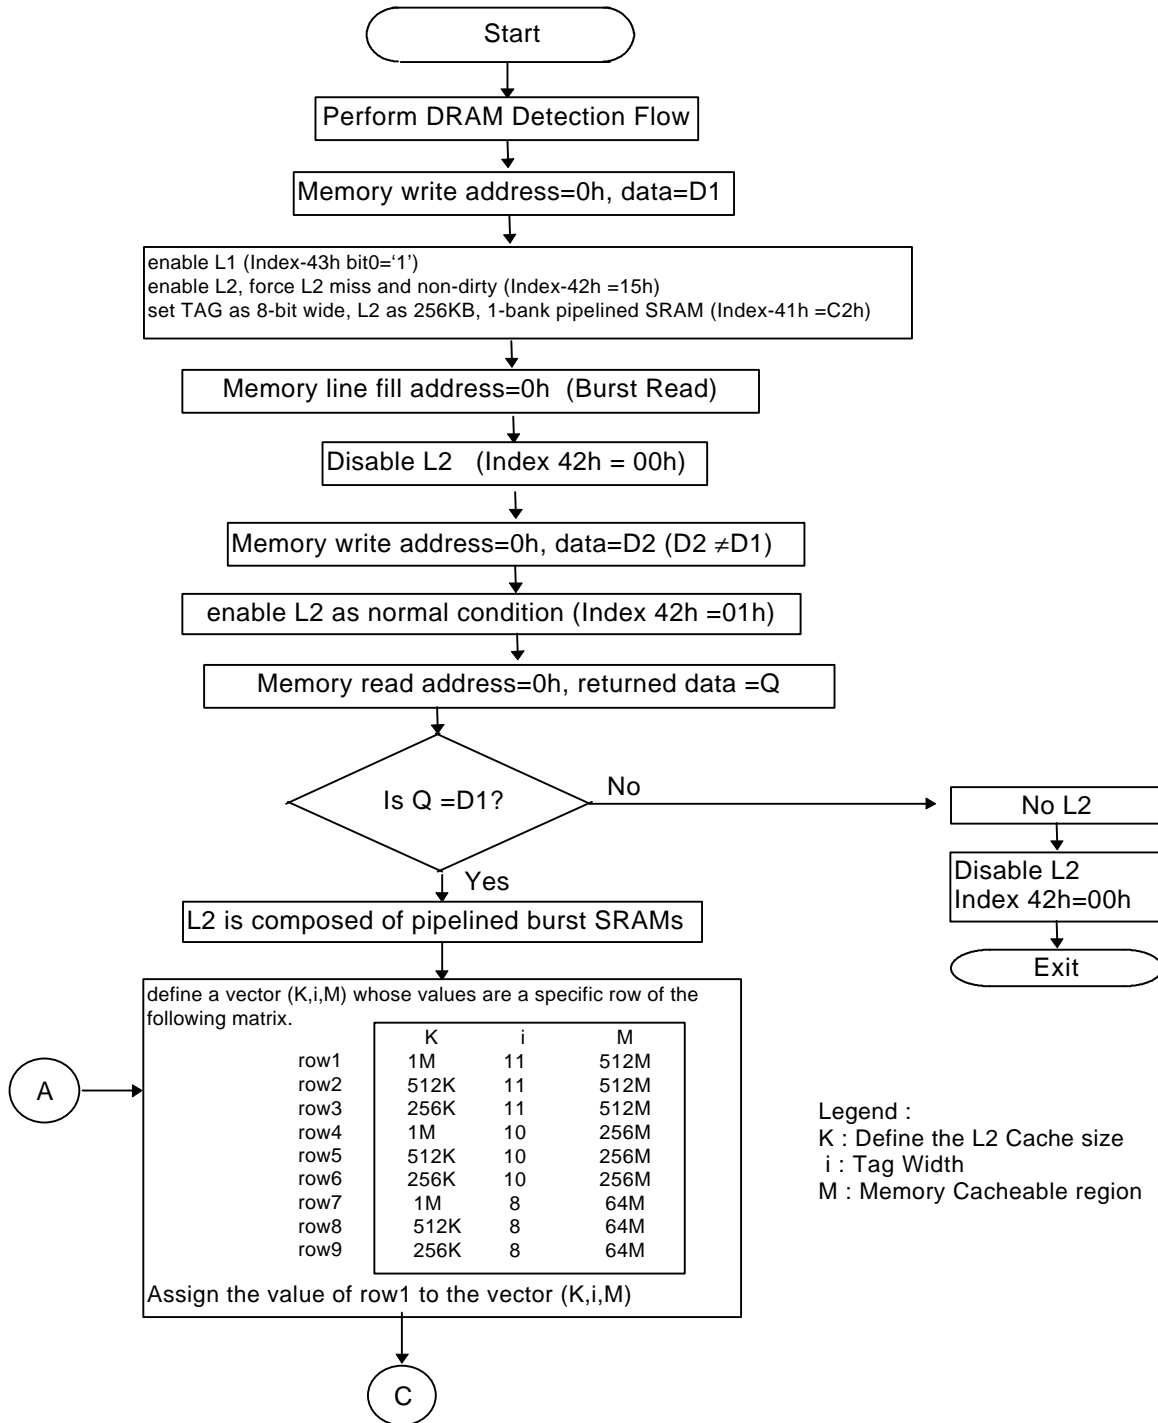 Start
Perform DRAM Detection Flow
Memory write address=0h, data=D1
enable L1 (Index-43h bit0=‘1’)
enable L2, force L2 miss and non-dirty (Index-42h =15h)
set TAG as 8-bit wide, L2 as 256KB, 1-bank pipelined SRAM (Index-41h =C2h)
Memory line fill address=0h (Burst Read)
Disable L2 (Index 42h = 00h)
Memory write address=0h, data=D2 (D2 ≠D1)
enable L2 as normal condition (Index 42h =01h)
Memory read address=0h, returned data =Q
Is Q =D1?
No
No L2
Disable L2
Index 42h=00h
Exit
Yes
L2 is composed of pipelined burst SRAMs
define a vector (K,i,M) whose values are a specific row of the
following matrix.
K i M
row1 1M 11 512M
row2 512K 11 512M
row3 256K 11 512M
row4 1M 10 256M
row5 512K 10 256M
row6 256K 10 256M
row7 1M 8 64M
row8 512K 8 64M
row9 256K 8 64M
Assign the value of row1 to the vector (K,i,M)
A
Legend :
K : Define the L2 Cache size
i : Tag Width
M : Memory Cacheable region
C